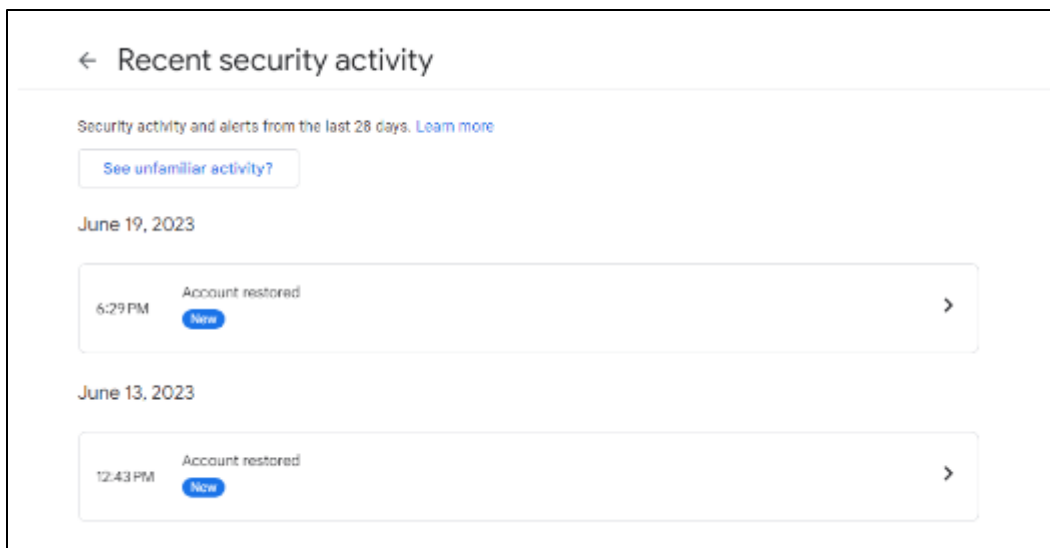 Recent security activity
Security activity and alerts from the last 28 days. Learn more
See unfamiliar activity?
June 19, 2023
6:29 PM
Account restored
New
June 13, 2023
12:43 PM
Account restored
New